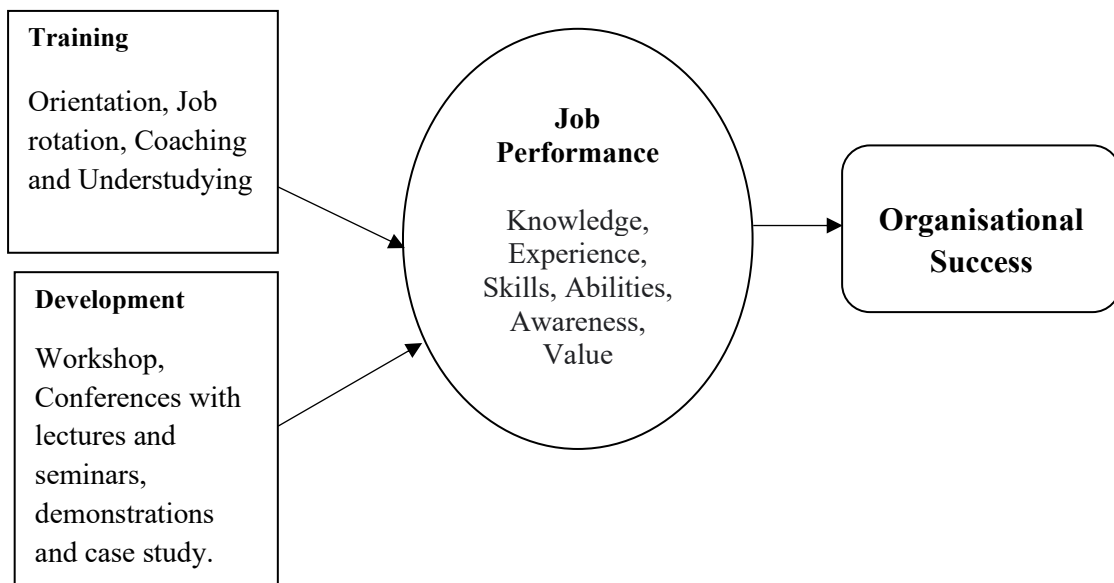 Training
Orientation, Job
rotation, Coaching
and Understudying
Development
Workshop,
Conferences with
lectures and
seminars,
demonstrations
and case study.
Job
Performance
Knowledge,
Experience,
Skills, Abilities,
Awareness,
Value
Organisational
Success